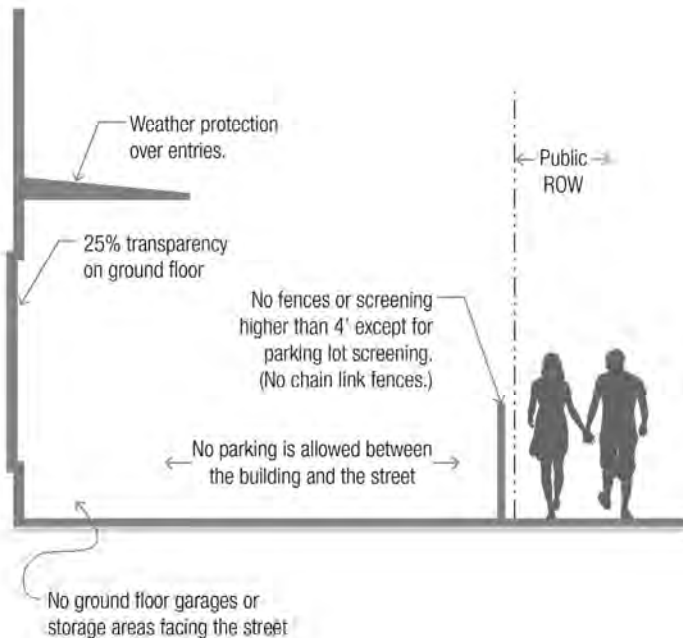 Weather protection
over entries.
Public
ROW
25% transparency
on ground floor
No fences or screening
higher than 4' except for
parking lot screening.
(No chain link fences.)
No parking is allowed between
the building and the street
No ground floor garages or
storage areas facing the street